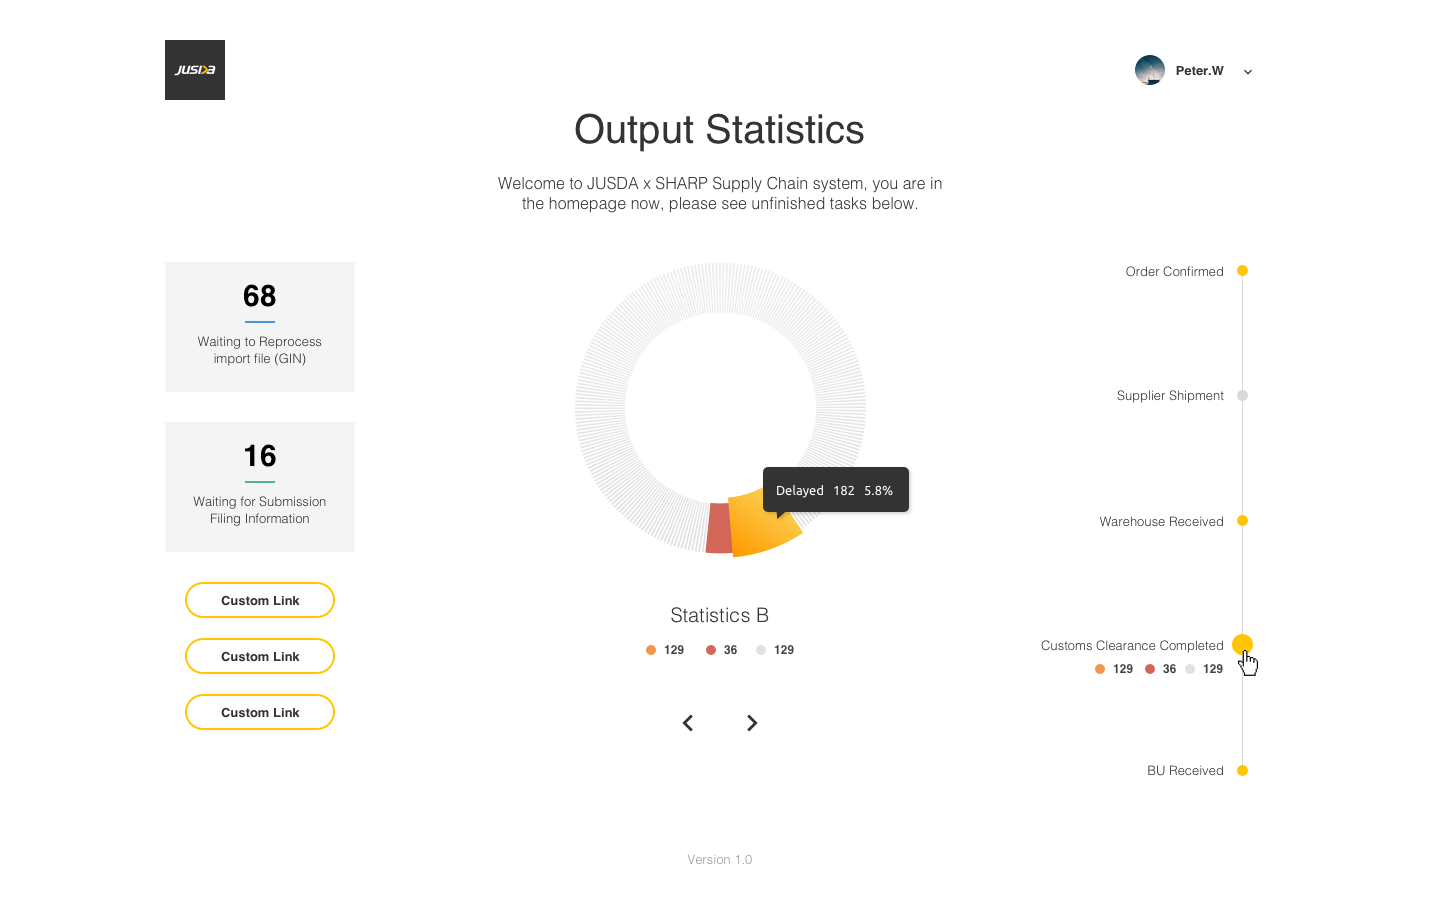 JUSDA
Peter.W
Output Statistics
Welcome to JUSDA x SHARP Supply Chain system, you are in
the homepage now, please see unfinished tasks below.
68
Waiting to Reprocess
import file (GIN)
16
Waiting for Submission
Filing Information
Custom Link
Custom Link
Custom Link
Delayed 182 5.8%
Statistics B
129 36 129
Order Confirmed
Supplier Shipment
Warehouse Received
Customs Clearance Completed
129 36 129
BU Received
Version 1.0